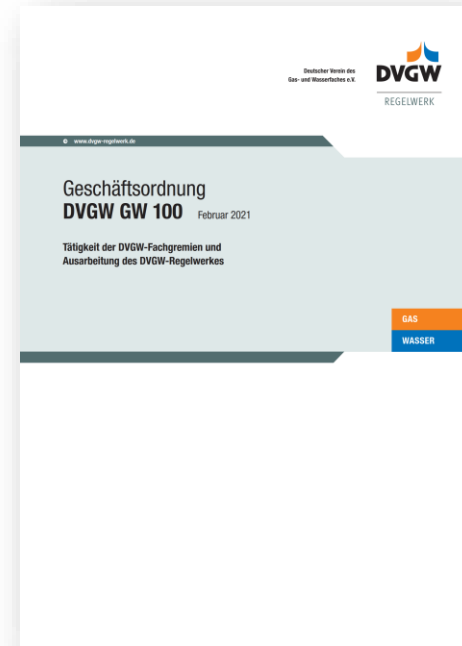 Deutscher Verein des
Gas- und Wasserfaches e.V.
DVGW
REGELWERK
www.dvgw-regelwerk.de
Geschäftsordnung
DVGW GW 100 Februar 2021
Tätigkeit der DVGW-Fachgremien und
Ausarbeitung des DVGW-Regelwerkes
GAS
WASSER